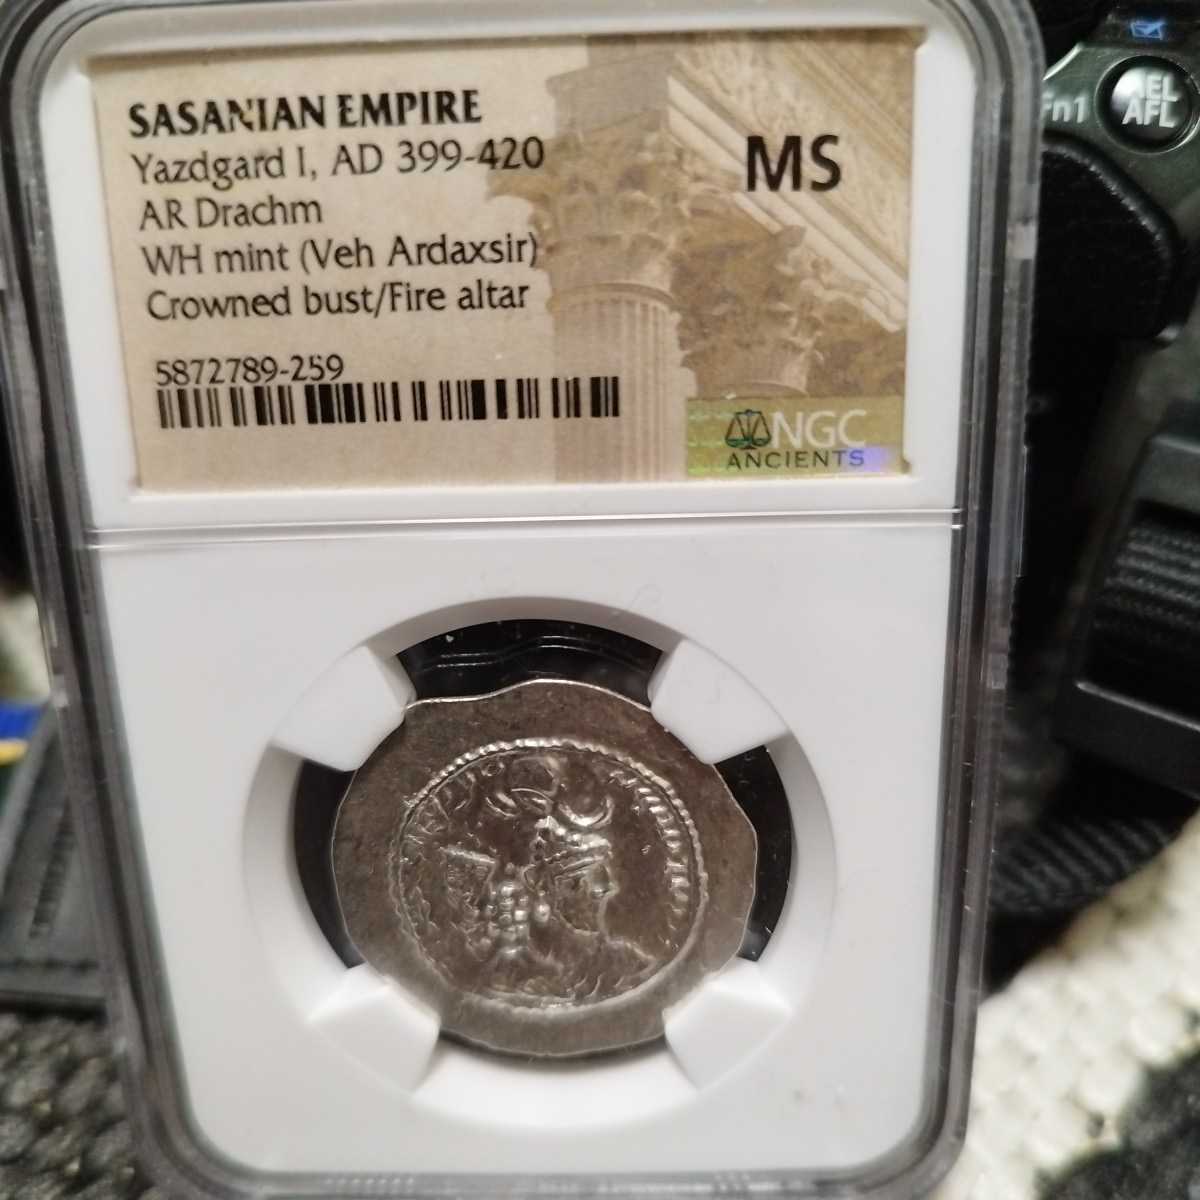 SASANIAN EMPIRE
Yazdgard I, AD 399-420
AR Drachm
WH mint (Veh Ardaxsir)
Crowned bust/Fire altar
5872789-259
MS
NGC
ANCIENTS
Fn1
AEL
AFL